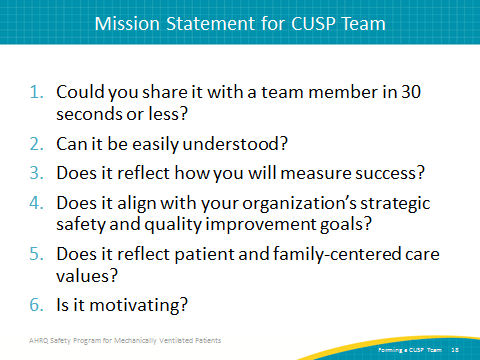 Mission Statement for CUSP Team
1. Could you share it with a team member in 30
seconds or less?
2. Can it be easily understood?
3. Does it reflect how you will measure success?
4. Does it align with your organization’s strategic
safety and quality improvement goals?
5. Does it reflect patient and family-centered care
values?
6. Is it motivating?
AHRQ Safety Program for Mechanically Ventilated Patients
Forming a CUSP Team 18